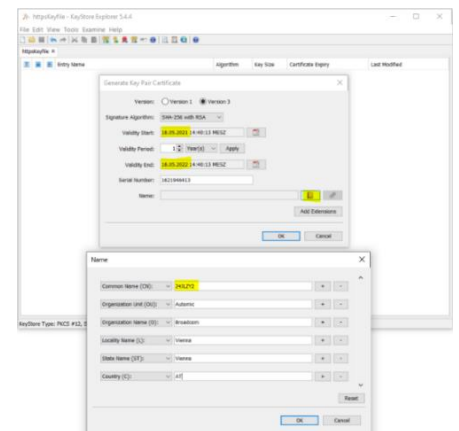 httpsKeyfile - KeyStore Explorer 5.4.4
File Edit View Tools Examine Help
httpsKeyfile
Entry Name Algorithm Key Size Certificate Expiry Last Modified
Generate Key Pair Certificate
Version: Version 1 Version 3
Signature Algorithm: SHA-256 with RSA
Validity Start: 18.05.2021 14:40:13 MESZ
Validity Period: 1 Year(s) Apply
Validity End: 18.05.2022 14:40:13 MESZ
Serial Number:
Name:
Add Extensions
OK Cancel
Name
Common Name (CN):
Organization Unit (OU): Automic
Organization Name (O): Broadcom
Locality Name (L): Vienna
State Name (ST): Vienna
Country (C): AT
Reset
OK Cancel
KeyStore Type: PKCS #12,